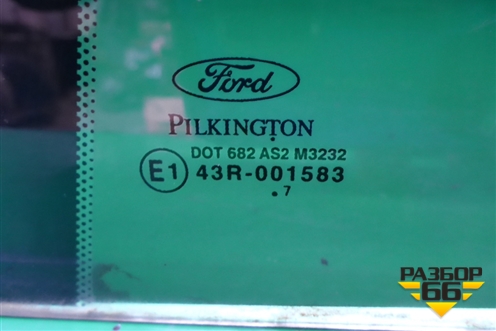 Ford
PILKINGTON
DOT 682 AS2 M3232
E1 43R-001583
.7
РАЗБОР
66